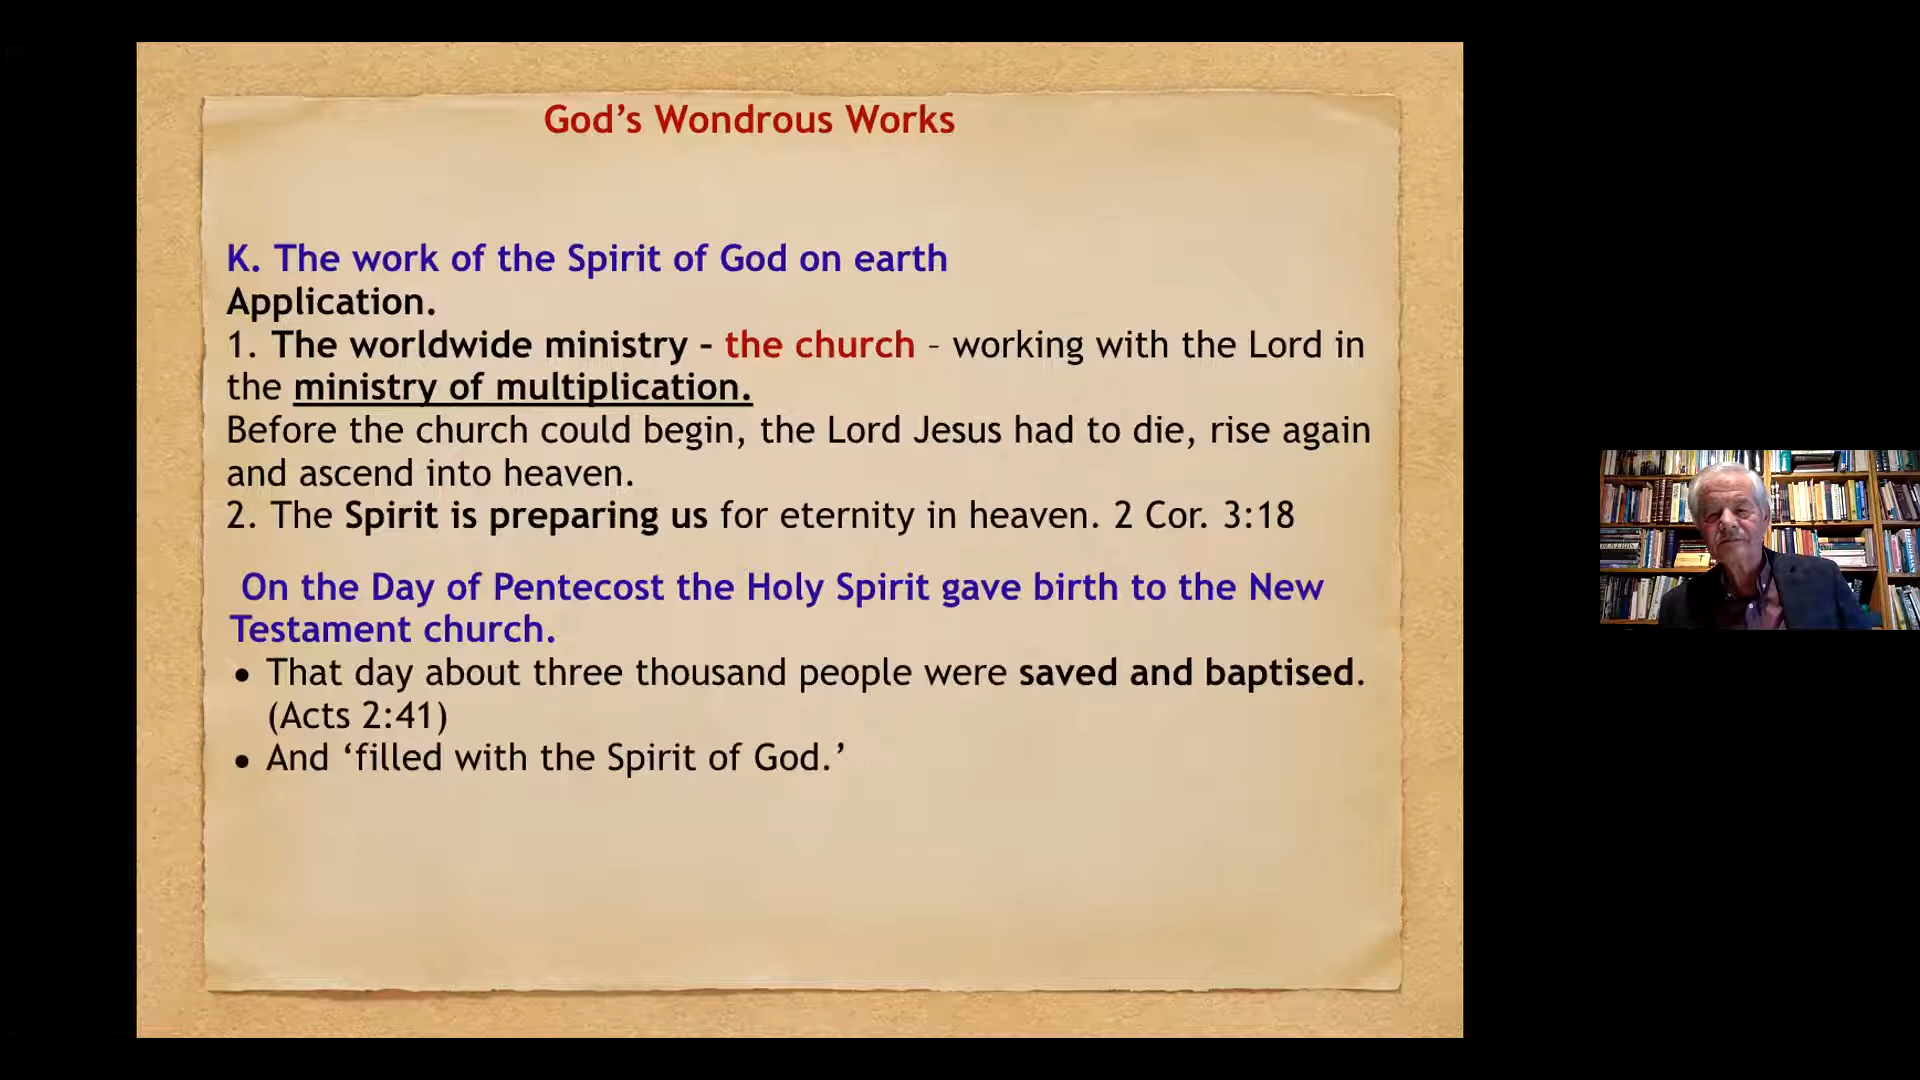 God’s Wondrous Works
K. The work of the Spirit of God on earth
Application.
1. The worldwide ministry – the church – working with the Lord in
the ministry of multiplication.
Before the church could begin, the Lord Jesus had to die, rise again
and ascend into heaven.
2. The Spirit is preparing us for eternity in heaven. 2 Cor. 3:18
On the Day of Pentecost the Holy Spirit gave birth to the New
Testament church.
• That day about three thousand people were saved and baptised.
(Acts 2:41)
• And ‘filled with the Spirit of God.’